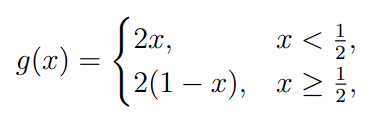 g(x) = { 2x, x < 1/2,
2(1 − x), x ≥ 1/2,